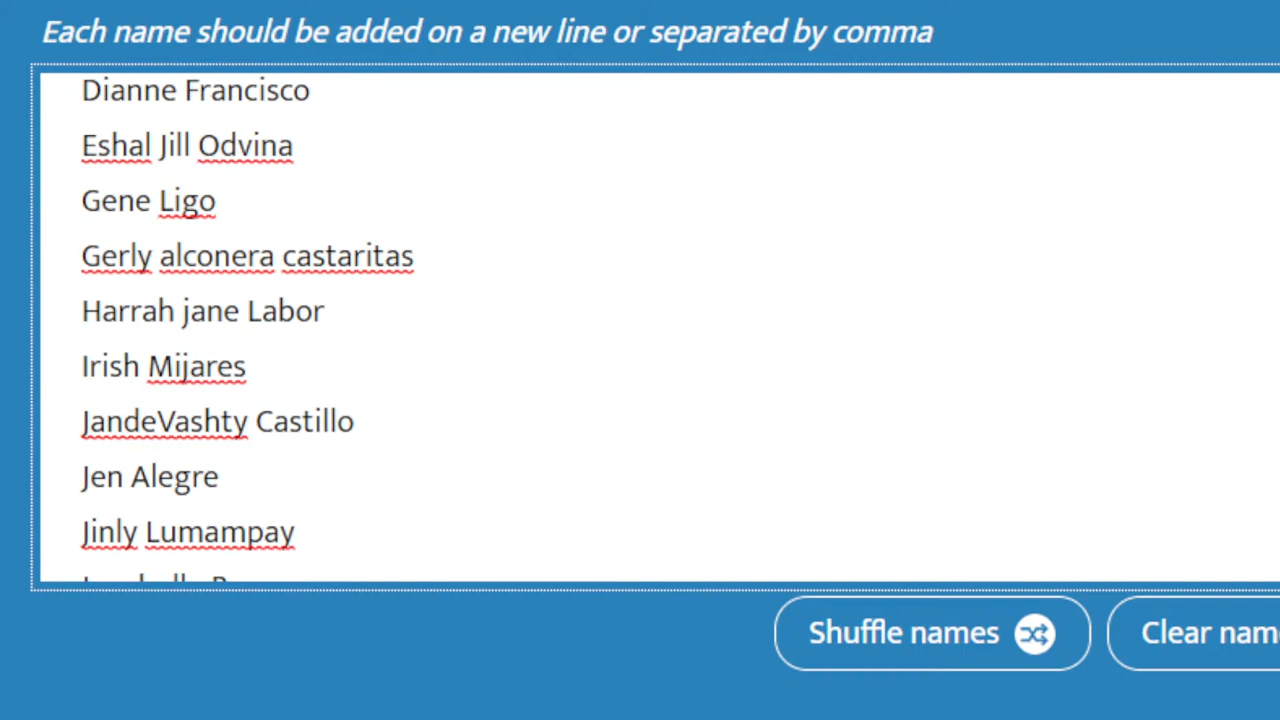 Each name should be added on a new line or separated by comma
Dianne Francisco
Eshal Jill Odvina
Gene Ligo
Gerly alconera castaritas
Harrah jane Labor
Irish Mijares
JandeVashty Castillo
Jen Alegre
Jinly Lumampay
Shuffle names
Clear